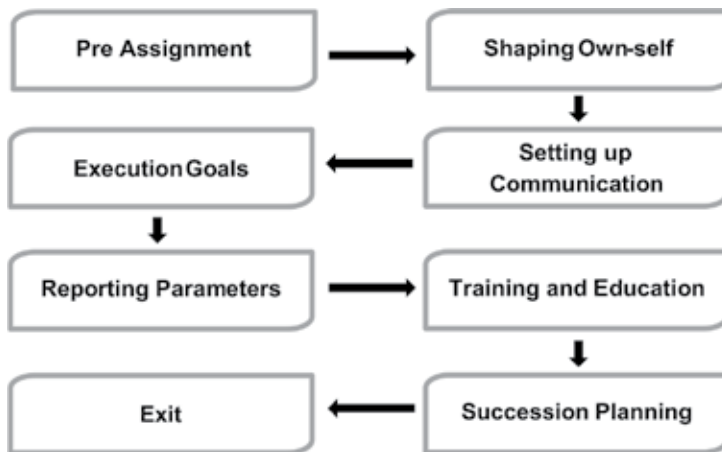 Pre Assignment
Shaping Own-self
Setting up
Communication
Execution Goals
Reporting Parameters
Training and Education
Succession Planning
Exit